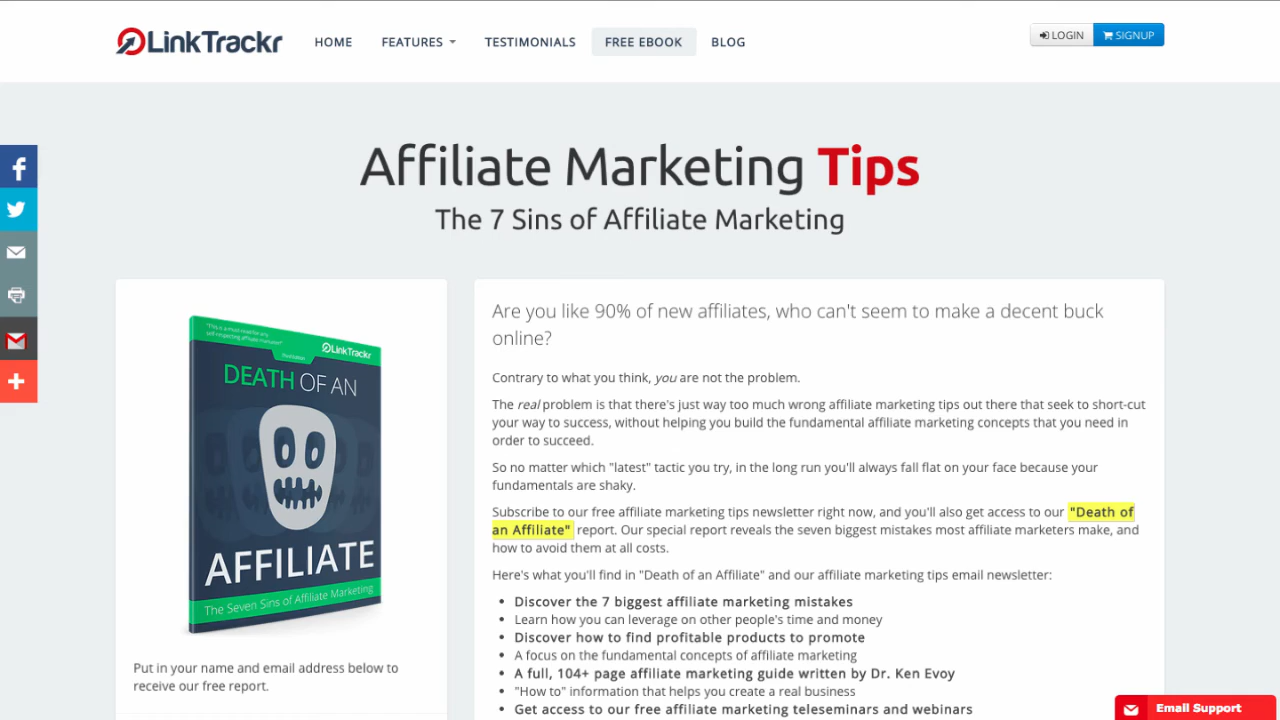 LinkTrackr
HOME
FEATURES
TESTIMONIALS
FREE EBOOK
BLOG
LOGIN
SIGNUP
Affiliate Marketing Tips
The 7 Sins of Affiliate Marketing
"This is a must-read for any
self-respecting affiliate marketer!"
LinkTrackr
DEATH OF AN
AFFILIATE
The Seven Sins of Affiliate Marketing
Put in your name and email address below to
receive our free report.
Are you like 90% of new affiliates, who can't seem to make a decent buck
online?
Contrary to what you think, you are not the problem.
The real problem is that there's just way too much wrong affiliate marketing tips out there that seek to short-cut
your way to success, without helping you build the fundamental affiliate marketing concepts that you need in
order to succeed.
So no matter which "latest" tactic you try, in the long run you'll always fall flat on your face because your
fundamentals are shaky.
Subscribe to our free affiliate marketing tips newsletter right now, and you'll also get access to our "Death of
an Affiliate" report. Our special report reveals the seven biggest mistakes most affiliate marketers make, and
how to avoid them at all costs.
Here's what you'll find in "Death of an Affiliate" and our affiliate marketing tips email newsletter:
• Discover the 7 biggest affiliate marketing mistakes
• Learn how you can leverage on other people's time and money
• Discover how to find profitable products to promote
• A focus on the fundamental concepts of affiliate marketing
• A full, 104+ page affiliate marketing guide written by Dr. Ken Evoy
• "How to" information that helps you create a real business
• Get access to our free affiliate marketing teleseminars and webinars
Email Support